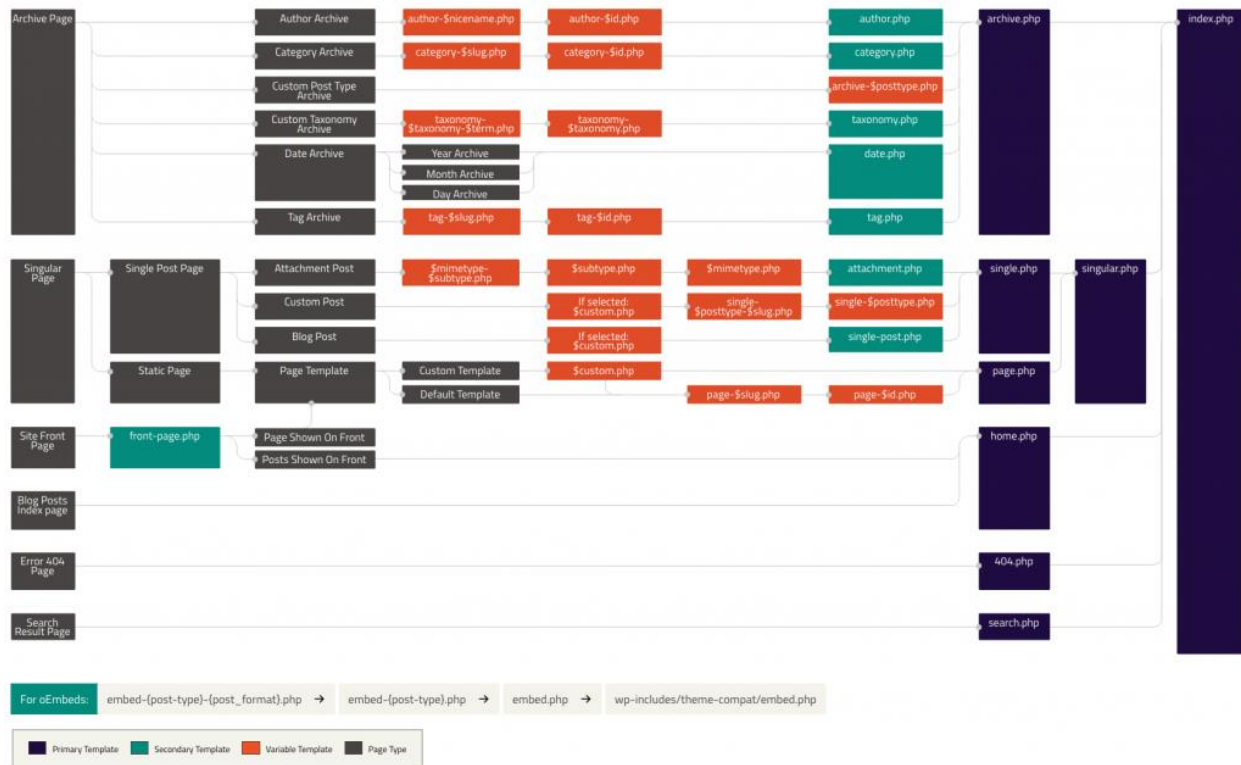 Archive Page
Author Archive
author-$nicename.php
author-$id.php
author.php
archive.php
index.php
Category Archive
category-$slug.php
category-$id.php
category.php
Custom Post Type
Archive
archive-$posttype.php
Custom Taxonomy
Archive
taxonomy-
$taxonomy-$term.php
taxonomy-
$taxonomy.php
taxonomy.php
Date Archive
Year Archive
Month Archive
Day Archive
date.php
Tag Archive
tag-$slug.php
tag-$id.php
tag.php
Singular
Page
Single Post Page
Attachment Post
$mimetype-
$subtype.php
$subtype.php
$mimetype.php
attachment.php
single.php
singular.php
Custom Post
If selected:
$custom.php
single-
$posttype-$slug.php
single-$posttype.php
Blog Post
If selected:
$custom.php
single-post.php
Static Page
Page Template
Custom Template
$custom.php
page.php
Default Template
page-$slug.php
page-$id.php
Site Front
Page
front-page.php
Page Shown On Front
Posts Shown On Front
home.php
Blog Posts
Index page
Error 404
Page
404.php
Search
Result Page
search.php
For oEmbeds: embed-{post-type}-{post_format}.php → embed-{post-type}.php → embed.php → wp-includes/theme-compat/embed.php
Primary Template Secondary Template Variable Template Page Type